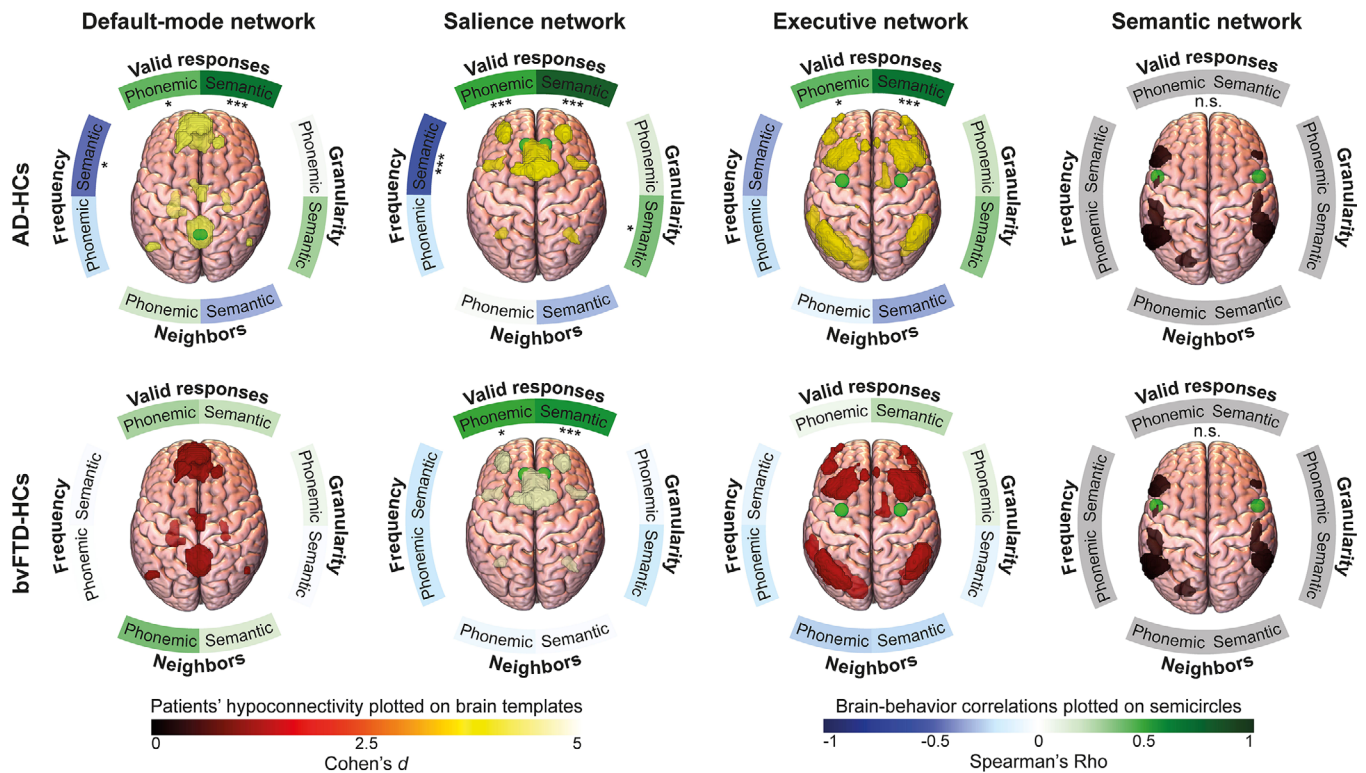 Default-mode network
Salience network
Executive network
Semantic network
AD-HCs
Valid responses
Phonemic Semantic
* ***
Frequency
Semantic
*
Phonemic
Granularity
Phonemic
Semantic
Phonemic Semantic
Neighbors
Valid responses
Phonemic Semantic
*** ***
Frequency
Semantic
***
Phonemic
Granularity
Phonemic
Semantic
*
Phonemic Semantic
Neighbors
Valid responses
Phonemic Semantic
* ***
Frequency
Semantic
Phonemic
Granularity
Phonemic
Semantic
Phonemic Semantic
Neighbors
Valid responses
Phonemic Semantic
n.s.
Frequency
Semantic
Phonemic
Granularity
Phonemic
Semantic
Phonemic Semantic
Neighbors
bvFTD-HCs
Valid responses
Phonemic Semantic
Frequency
Semantic
Phonemic
Granularity
Phonemic
Semantic
Phonemic Semantic
Neighbors
Valid responses
Phonemic Semantic
* ***
Frequency
Semantic
Phonemic
Granularity
Phonemic
Semantic
Phonemic Semantic
Neighbors
Valid responses
Phonemic Semantic
Frequency
Semantic
Phonemic
Granularity
Phonemic
Semantic
Phonemic Semantic
Neighbors
Valid responses
Phonemic Semantic
n.s.
Frequency
Semantic
Phonemic
Granularity
Phonemic
Semantic
Phonemic Semantic
Neighbors
Patients' hypoconnectivity plotted on brain templates
0 2.5 5
Cohen's d
Brain-behavior correlations plotted on semicircles
-1 -0.5 0 0.5 1
Spearman's Rho